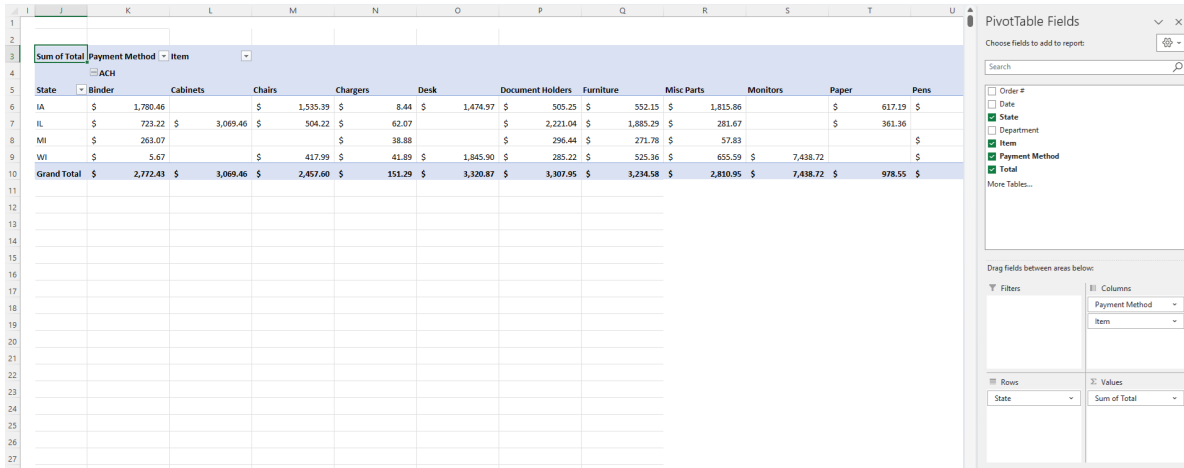 I J K L M N O P Q R S T U
1
2
3 Sum of Total Payment Method Item
4 ACH
5 State Binder Cabinets Chairs Chargers Desk Document Holders Furniture Misc Parts Monitors Paper Pens
6 IA $ 1,780.46 $ 1,535.39 $ 8.44 $ 1,474.97 $ 505.25 $ 552.15 $ 1,815.86 $ 617.19 $
7 IL $ 723.22 $ 3,069.46 $ 504.22 $ 62.07 $ 2,221.04 $ 1,885.29 $ 281.67 $ 361.36
8 MI $ 263.07 $ 38.88 $ 296.44 $ 271.78 $ 57.83 $
9 WI $ 5.67 $ 417.99 $ 41.89 $ 1,845.90 $ 285.22 $ 525.36 $ 655.59 $ 7,438.72 $
10 Grand Total $ 2,772.43 $ 3,069.46 $ 2,457.60 $ 151.29 $ 3,320.87 $ 3,307.95 $ 3,234.58 $ 2,810.95 $ 7,438.72 $ 978.55 $
11
12
13
14
15
16
17
18
19
20
21
22
23
24
25
26
27
PivotTable Fields
Choose fields to add to report:
Search
Order #
Date
State
Department
Item
Payment Method
Total
More Tables...
Drag fields between areas below:
Filters
Columns
Payment Method
Item
Rows
Σ Values
State
Sum of Total